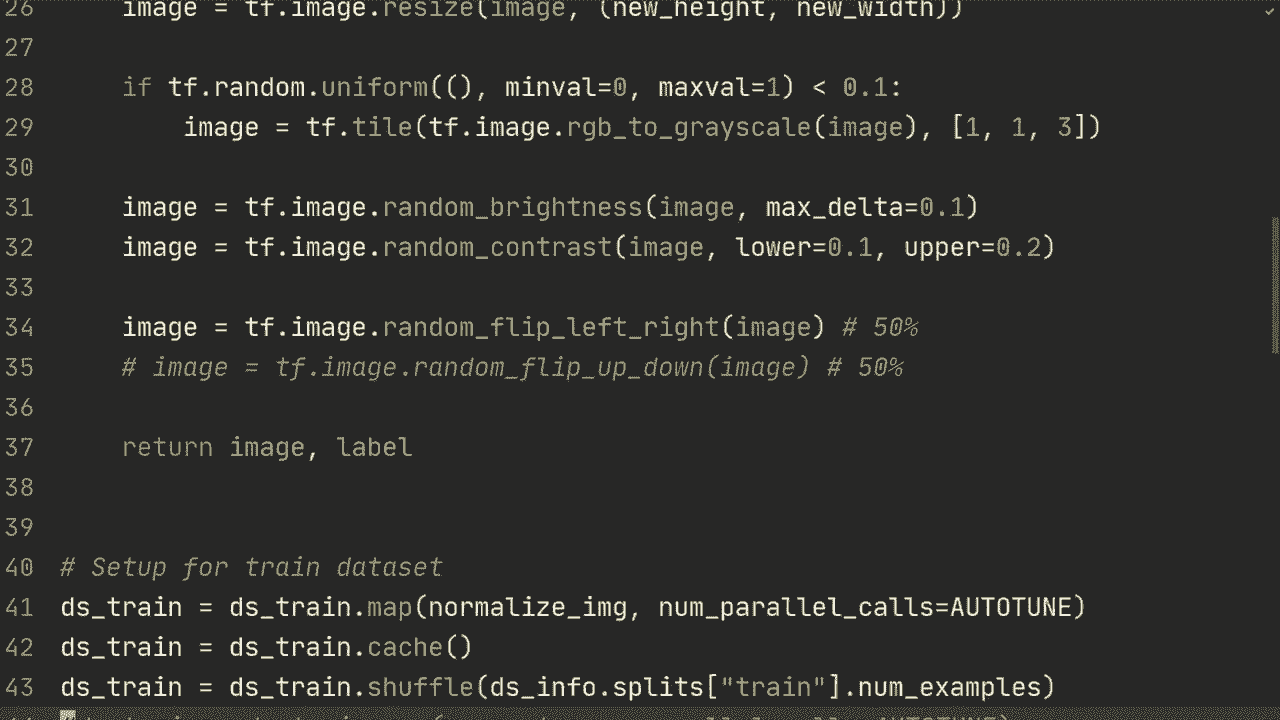 26 image = tf.image.resize(image, (new_height, new_width))
27
28 if tf.random.uniform((), minval=0, maxval=1) < 0.1:
29 image = tf.tile(tf.image.rgb_to_grayscale(image), [1, 1, 3])
30
31 image = tf.image.random_brightness(image, max_delta=0.1)
32 image = tf.image.random_contrast(image, lower=0.1, upper=0.2)
33
34 image = tf.image.random_flip_left_right(image) # 50%
35 # image = tf.image.random_flip_up_down(image) # 50%
36
37 return image, label
38
39
40 # Setup for train dataset
41 ds_train = ds_train.map(normalize_img, num_parallel_calls=AUTOTUNE)
42 ds_train = ds_train.cache()
43 ds_train = ds_train.shuffle(ds_info.splits["train"].num_examples)